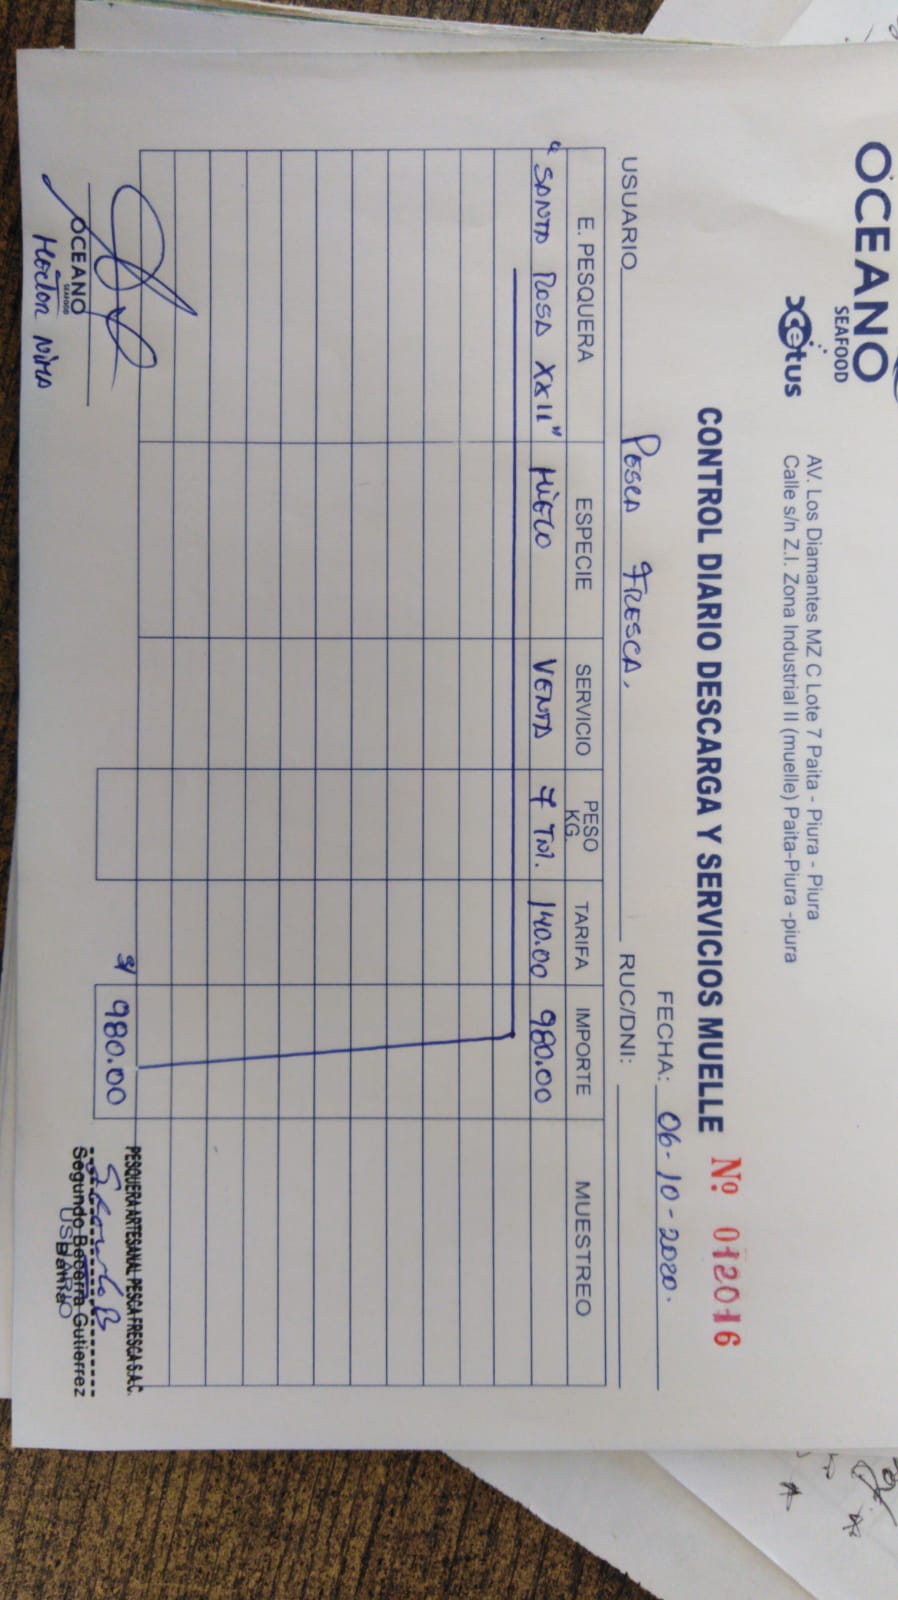 OCEANO
SEAFOOD
cetus
AV. Los Diamantes MZ C Lote 7 Paita - Piura - Piura
Calle s/n Z.I. Zona Industrial II (muelle) Paita-Piura -piura
CONTROL DIARIO DESCARGA Y SERVICIOS MUELLE Nº 012016
FECHA: 06-10-2020.
USUARIO Pesca Fresca. RUC/DNI:
E. PESQUERA ESPECIE SERVICIO PESO KG. TARIFA IMPORTE MUESTREO
"SANTA ROSA XXII" HIELO VENTA 7 TN. 140.00 980.00
S/ 980.00
OCEANO
SEAFOOD
PESQUERA ARTESANAL PESCA FRESCA S.A.C.
Segundo Becerra Gutierrez
USUARIO